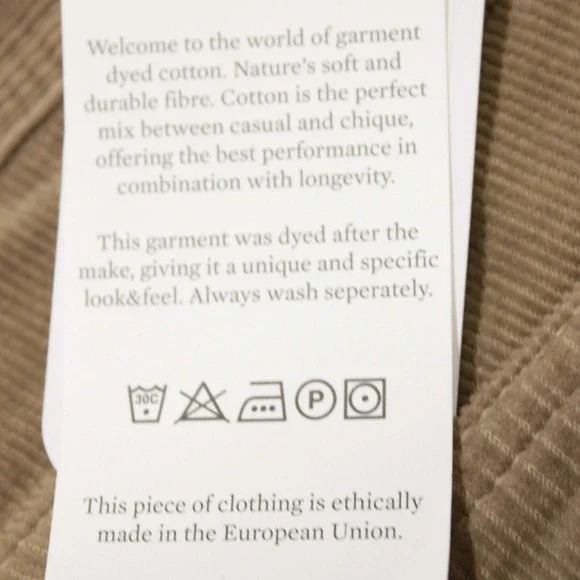 Welcome to the world of garment
dyed cotton. Nature's soft and
durable fibre. Cotton is the perfect
mix between casual and chique,
offering the best performance in
combination with longevity.
This garment was dyed after the
make, giving it a unique and specific
look&feel. Always wash seperately.
30C P
This piece of clothing is ethically
made in the European Union.